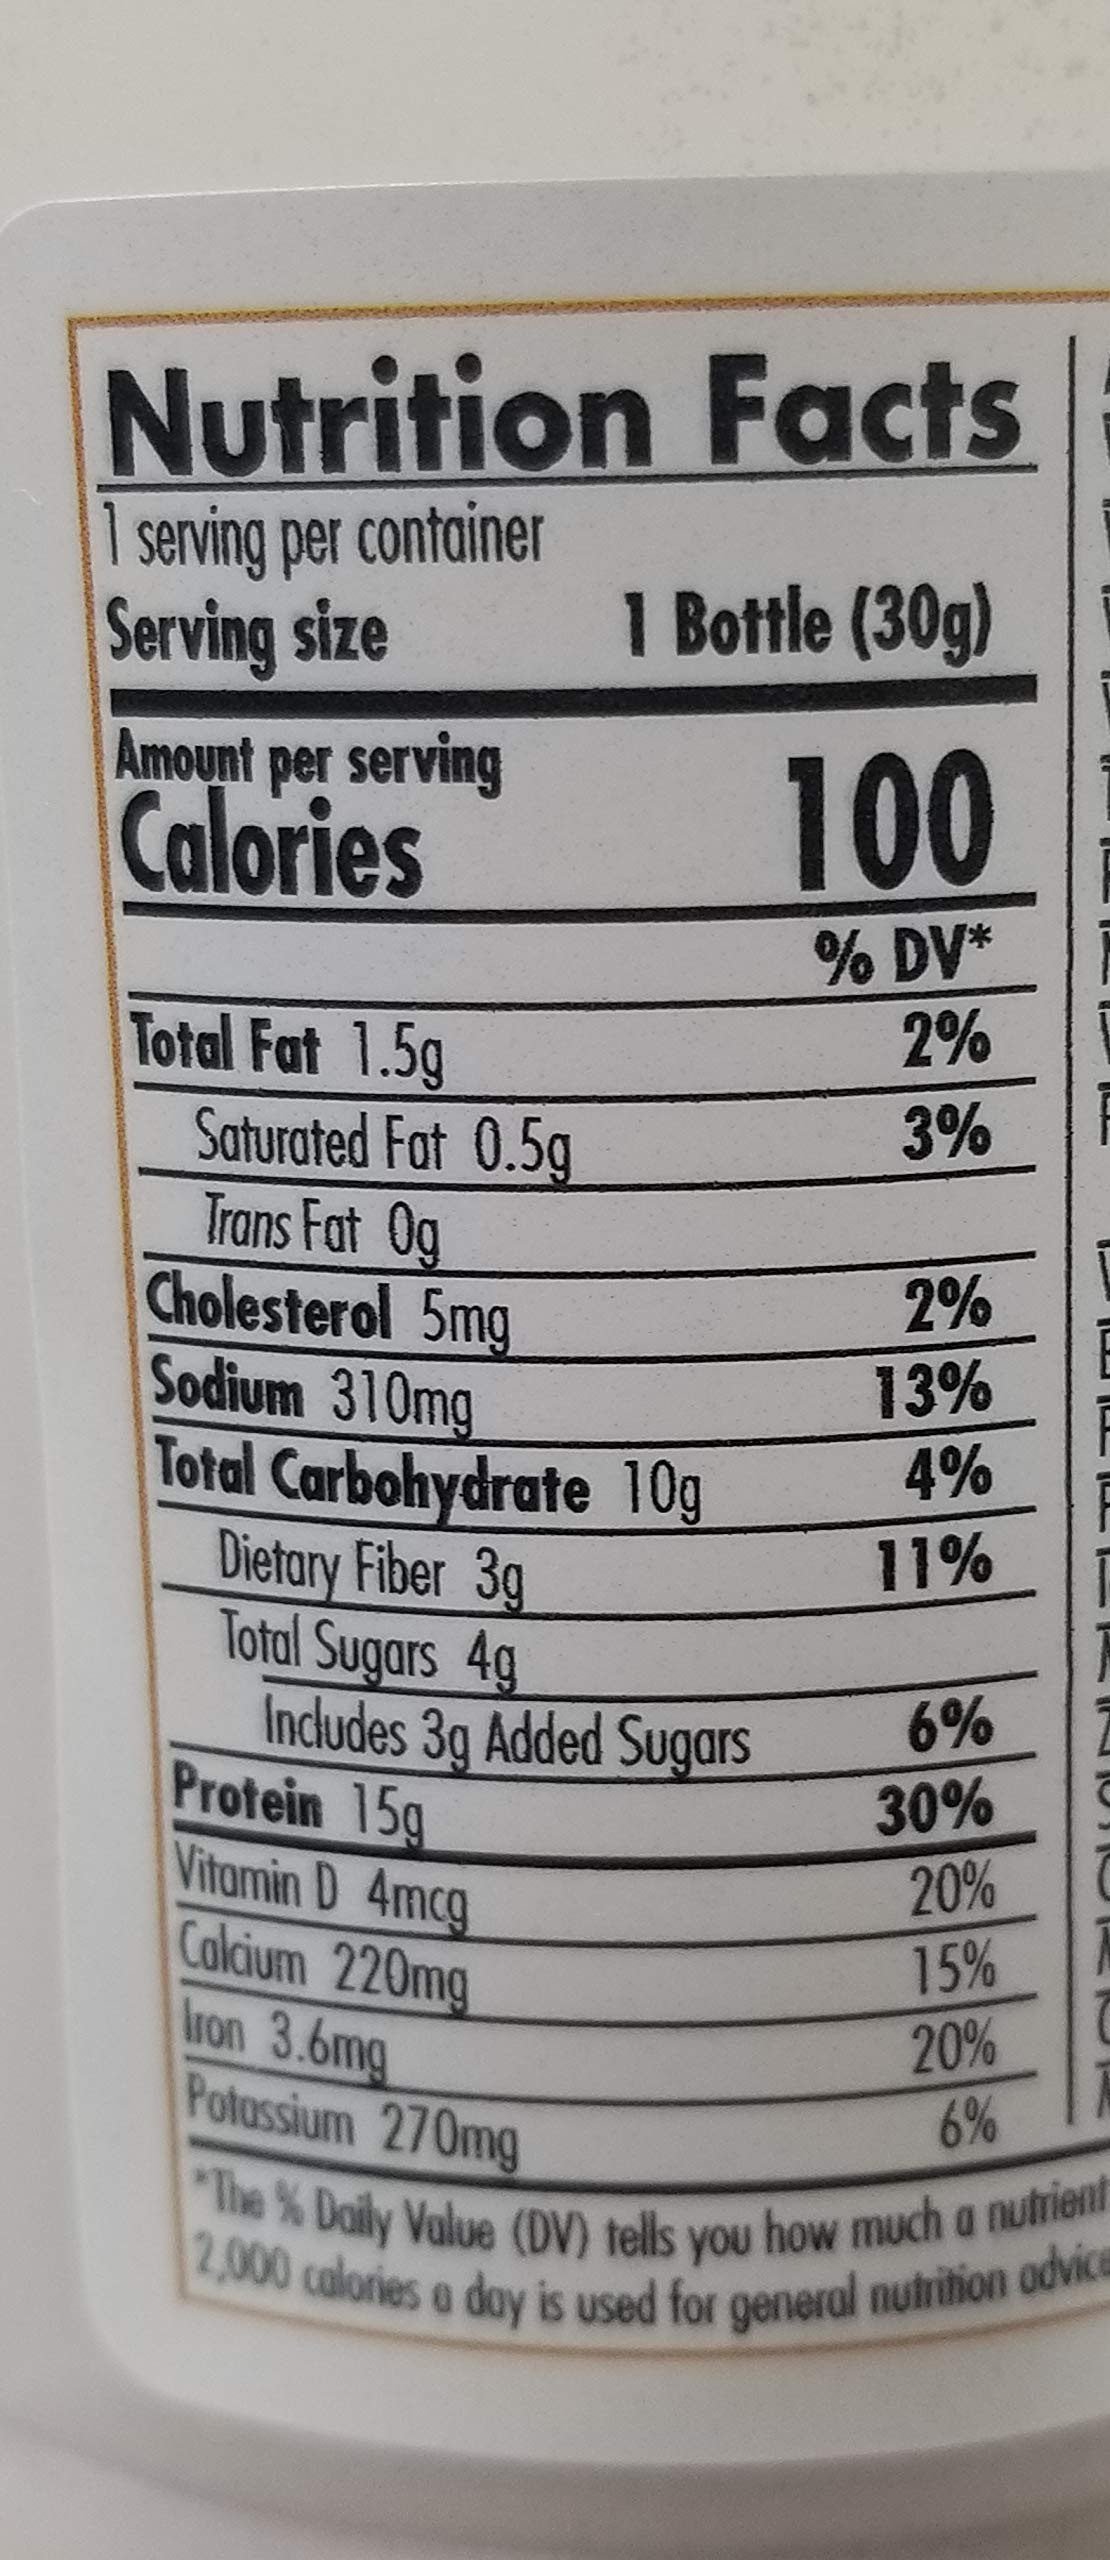 Nutrition Facts
1 serving per container
Serving size 1 Bottle (30g)
Amount per serving
Calories 100
% DV*
Total Fat 1.5g 2%
Saturated Fat 0.5g 3%
Trans Fat 0g
Cholesterol 5mg 2%
Sodium 310mg 13%
Total Carbohydrate 10g 4%
Dietary Fiber 3g 11%
Total Sugars 4g
Includes 3g Added Sugars 6%
Protein 15g 30%
Vitamin D 4mcg 20%
Calcium 220mg 15%
Iron 3.6mg 20%
Potassium 270mg 6%
*The % Daily Value (DV) tells you how much a nutrient
2,000 calories a day is used for general nutrition advice